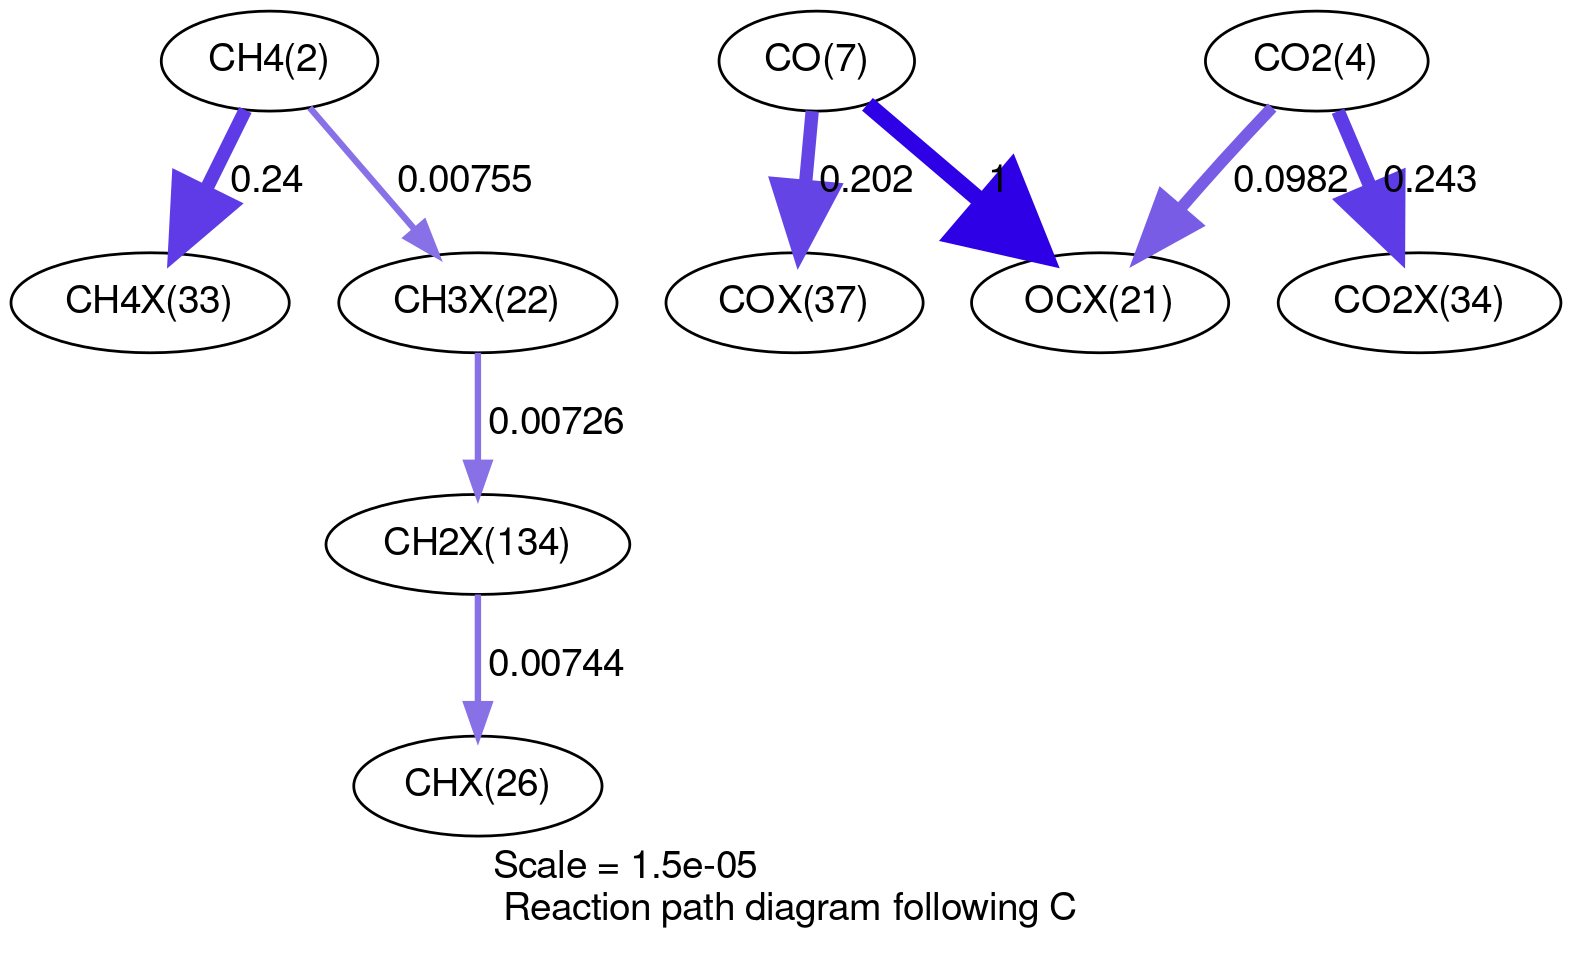 CH4(2)
CO(7)
CO2(4)
0.24
0.00755
0.202
1
0.0982
0.243
CH4X(33)
CH3X(22)
COX(37)
OCX(21)
CO2X(34)
0.00726
CH2X(134)
0.00744
CHX(26)
Scale = 1.5e-05
Reaction path diagram following C